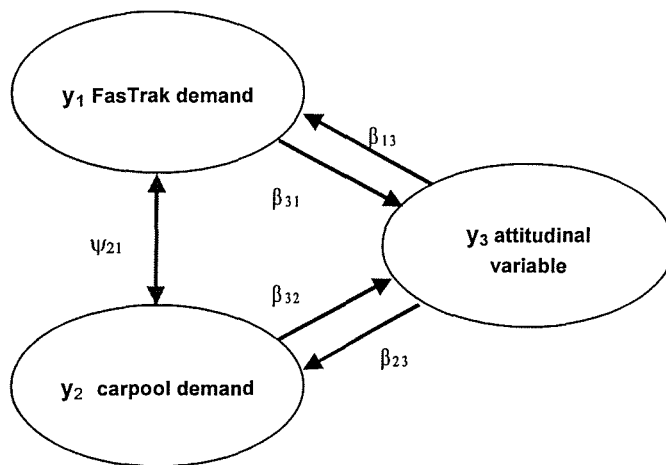 y₁ FasTrak demand
β₁₃
β₃₁
y₃ attitudinal
variable
ψ₂₁
β₃₂
β₂₃
y₂ carpool demand